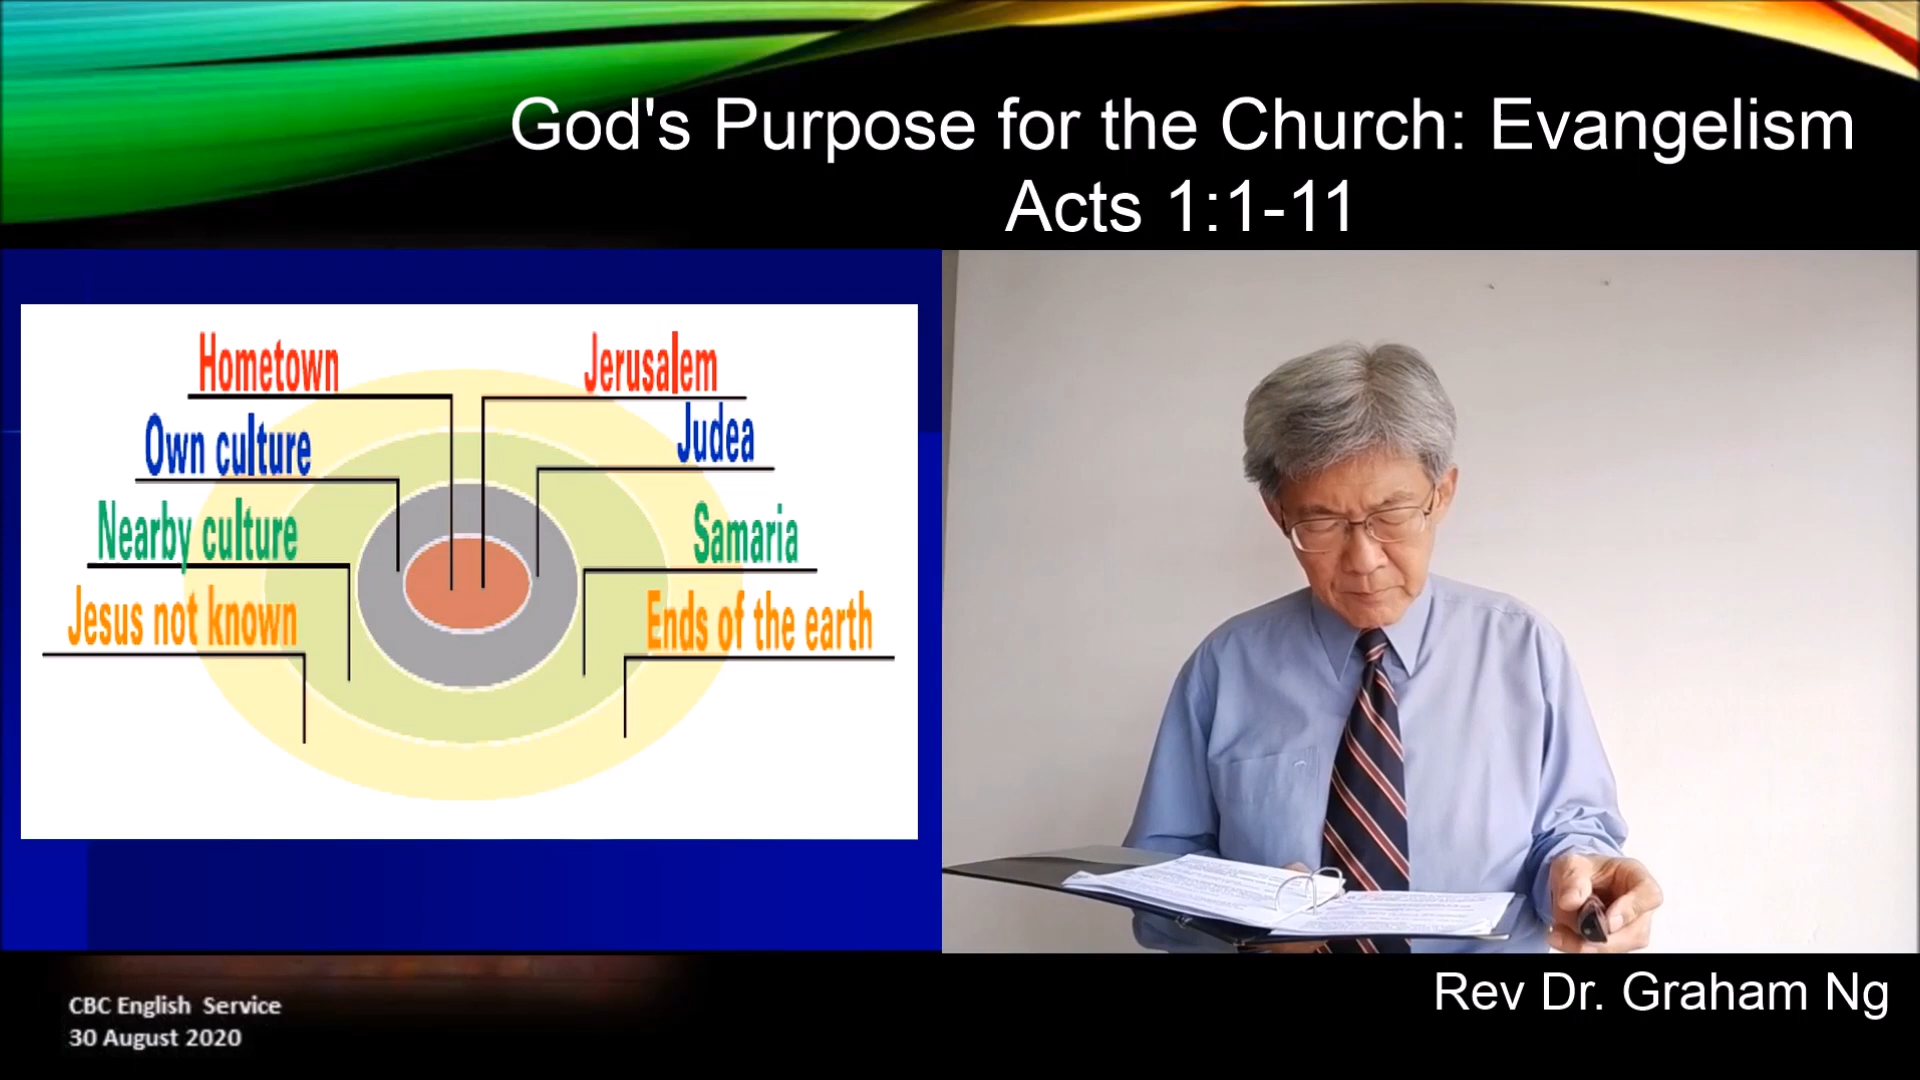 God's Purpose for the Church: Evangelism
Acts 1:1-11
Hometown
Jerusalem
Own culture
Judea
Nearby culture
Samaria
Jesus not known
Ends of the earth
Rev Dr. Graham Ng
CBC English Service
30 August 2020